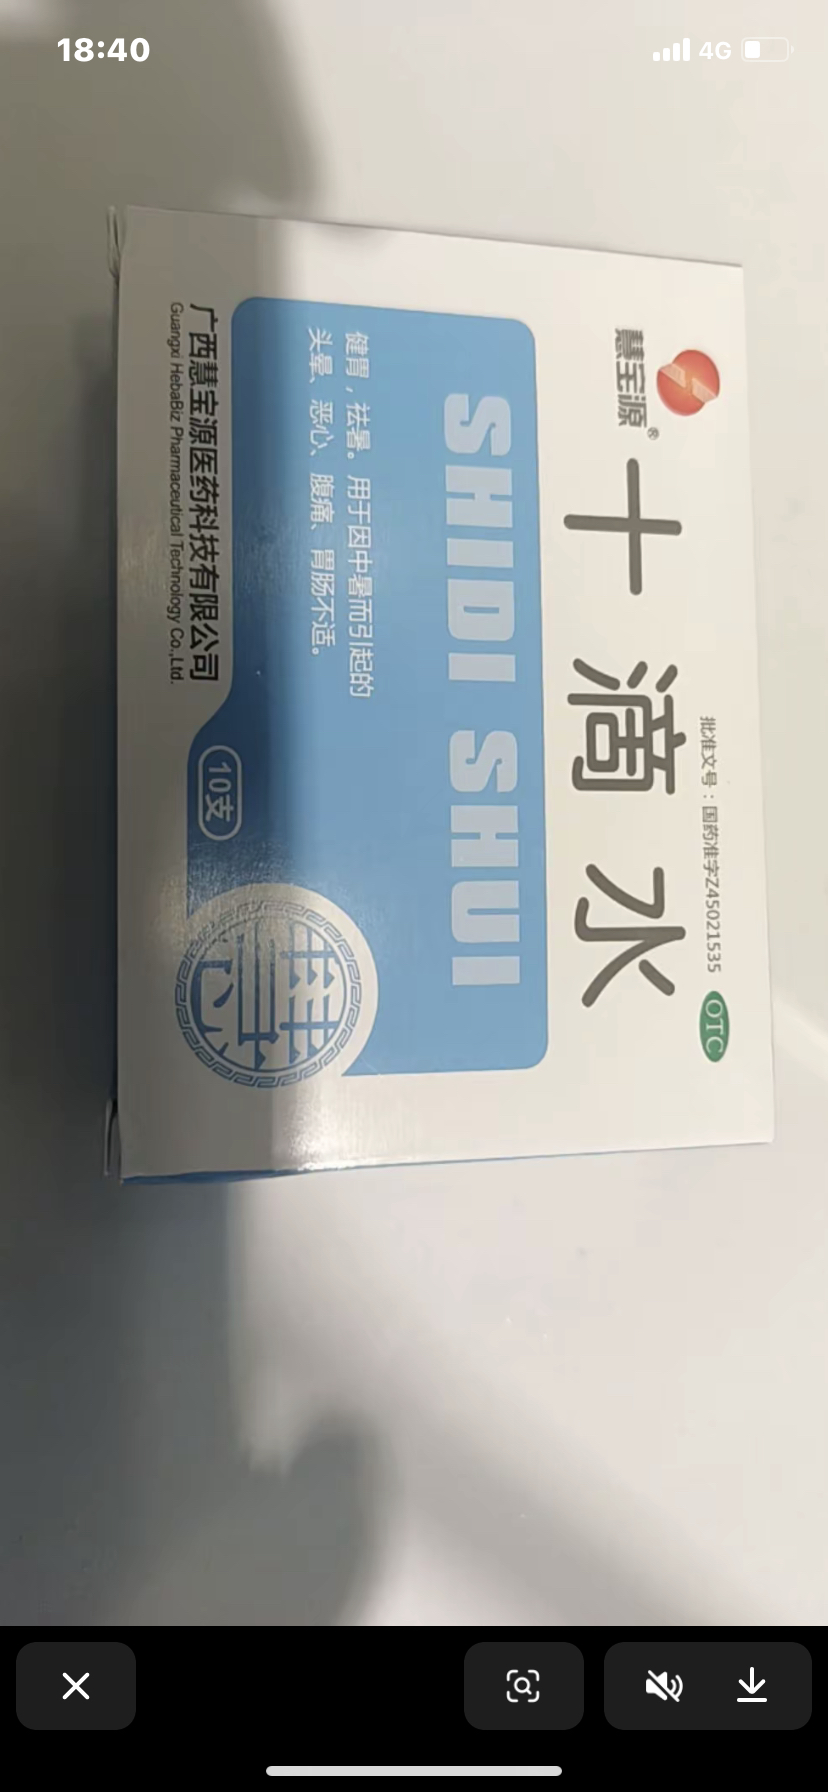 18:40
4G
慧宝源®
批准文号：国药准字Z45021535
OTC
十滴水
SHIDI SHUI
健胃，祛暑。用于因中暑而引起的
头晕、恶心、腹痛、胃肠不适。
10支
慧
广西慧宝源医药科技有限公司
Guangxi HebaBiz Pharmaceutical Technology Co.,Ltd.